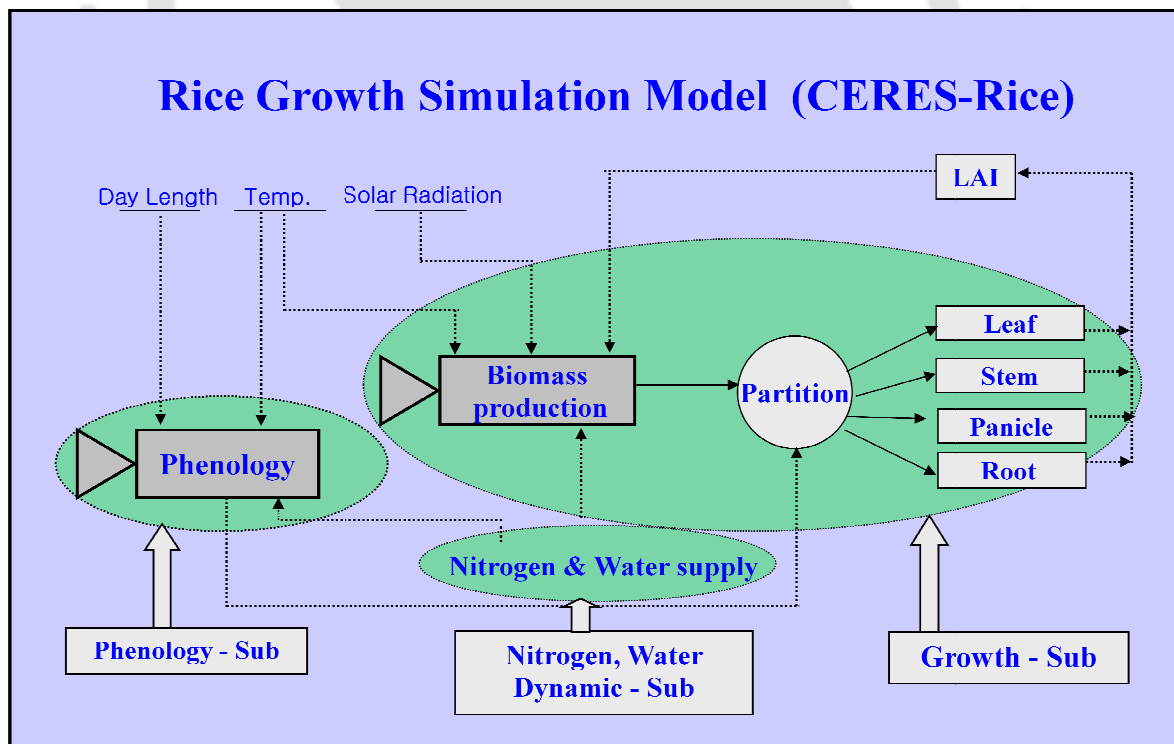 Rice Growth Simulation Model (CERES-Rice)
LAI
Day Length
Temp.
Solar Radiation
Leaf
Biomass
production
Partition
Stem
Panicle
Phenology
Root
Nitrogen & Water supply
Phenology - Sub
Nitrogen, Water
Dynamic - Sub
Growth - Sub